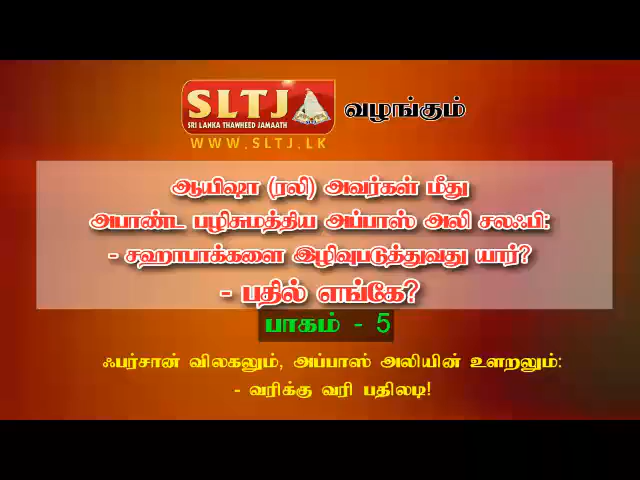 SLTJ
SRI LANKA THAWHEED JAMAATH
வழங்கும்
WWW.SLTJ.LK
ஆயிஷா (ரலி) அவர்கள் மீது
அபாண்ட பழிசுமத்திய அப்பாஸ் அலி சலஃபி:
- சஹாபாக்களை இழிவுபடுத்துவது யார்?
- பதில் எங்கே?
பாகம் - 5
ஃபர்சான் விலகலும், அப்பாஸ் அலியின் உளறலும்:
- வரிக்கு வரி பதிலடி!